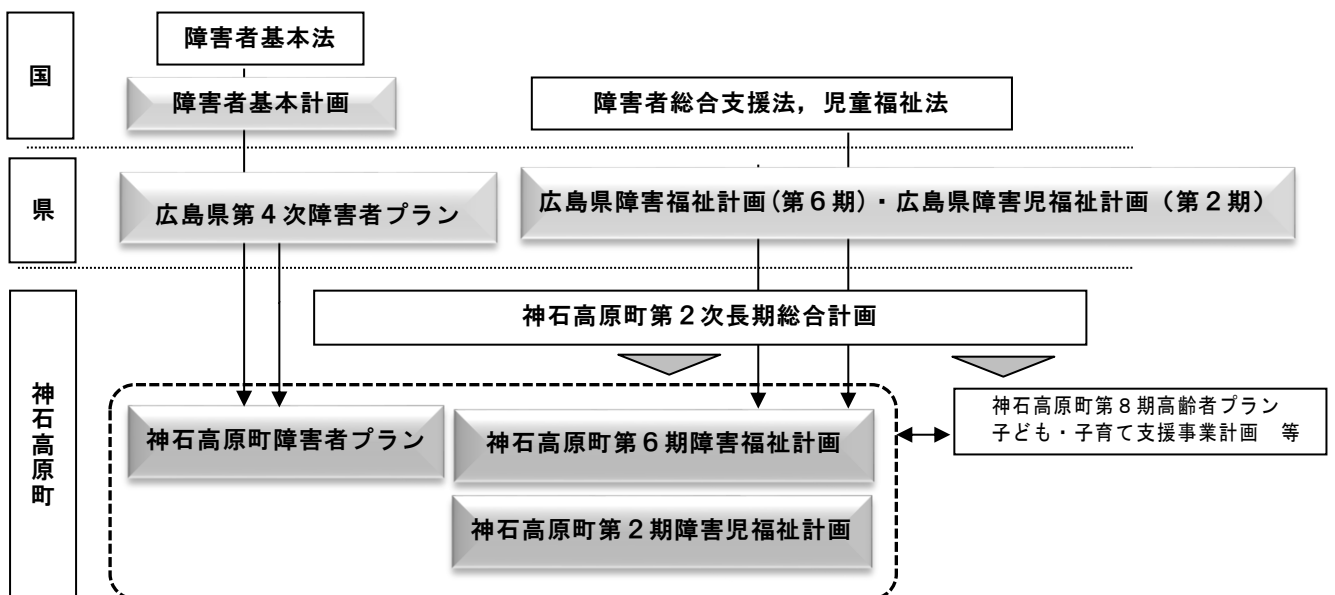 国
障害者基本法
障害者基本計画
障害者総合支援法，児童福祉法
県
広島県第４次障害者プラン
広島県障害福祉計画(第６期)・広島県障害児福祉計画（第２期）
神石高原町
神石高原町第２次長期総合計画
神石高原町障害者プラン
神石高原町第６期障害福祉計画
神石高原町第２期障害児福祉計画
神石高原町第８期高齢者プラン
子ども・子育て支援事業計画　等